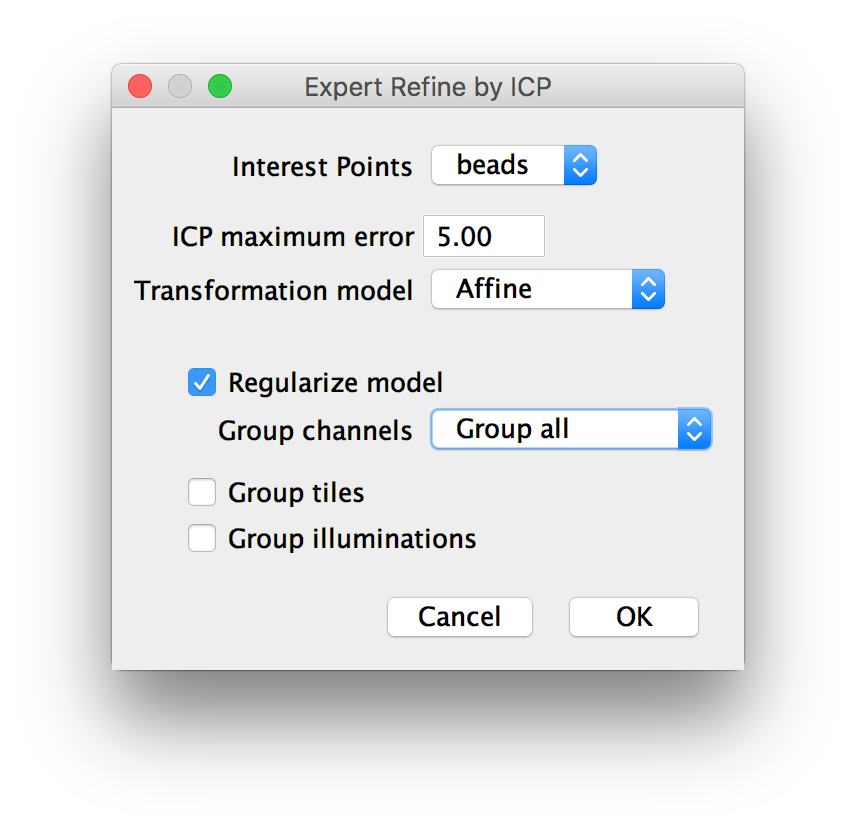 Expert Refine by ICP
Interest Points beads
ICP maximum error 5.00
Transformation model Affine
Regularize model
Group channels Group all
Group tiles
Group illuminations
Cancel OK